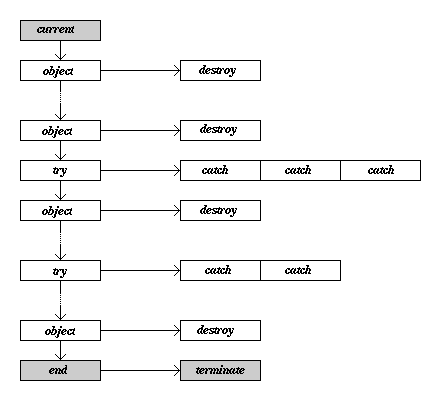 current
object destroy
object destroy
try catch catch catch
object destroy
try catch catch
object destroy
end terminate